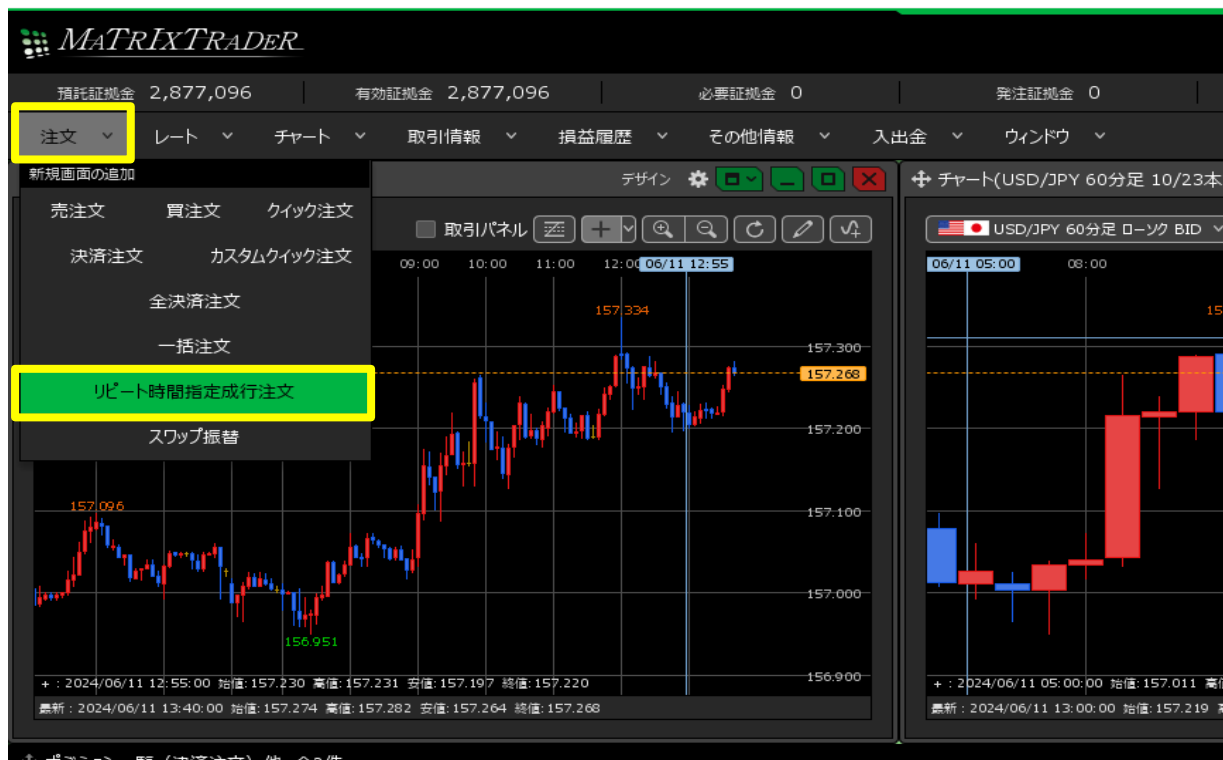 MATRIXTRADER
預託証拠金 2,877,096 有効証拠金 2,877,096 必要証拠金 0 発注証拠金 0
注文 レート チャート 取引情報 損益履歴 その他情報 入出金 ウィンドウ
新規画面の追加
売注文 買注文 クイック注文
決済注文 カスタムクイック注文
全決済注文
一括注文
リピート時間指定成行注文
スワップ振替
デザイン
取引パネル
09:00 10:00 11:00 12:00 06/11 12:55
157.334
157.300
157.268
157.200
157.096
157.100
157.000
156.951
156.900
+ : 2024/06/11 12:55:00 始値:157.230 高値:157.231 安値:157.197 終値:157.220
最新 : 2024/06/11 13:40:00 始値:157.274 高値:157.282 安値:157.264 終値:157.268
チャート(USD/JPY 60分足 10/23本
USD/JPY 60分足 ローソク BID
06/11 05:00 08:00
+ : 2024/06/11 05:00:00 始値:157.011
最新 : 2024/06/11 13:00:00 始値:157.219